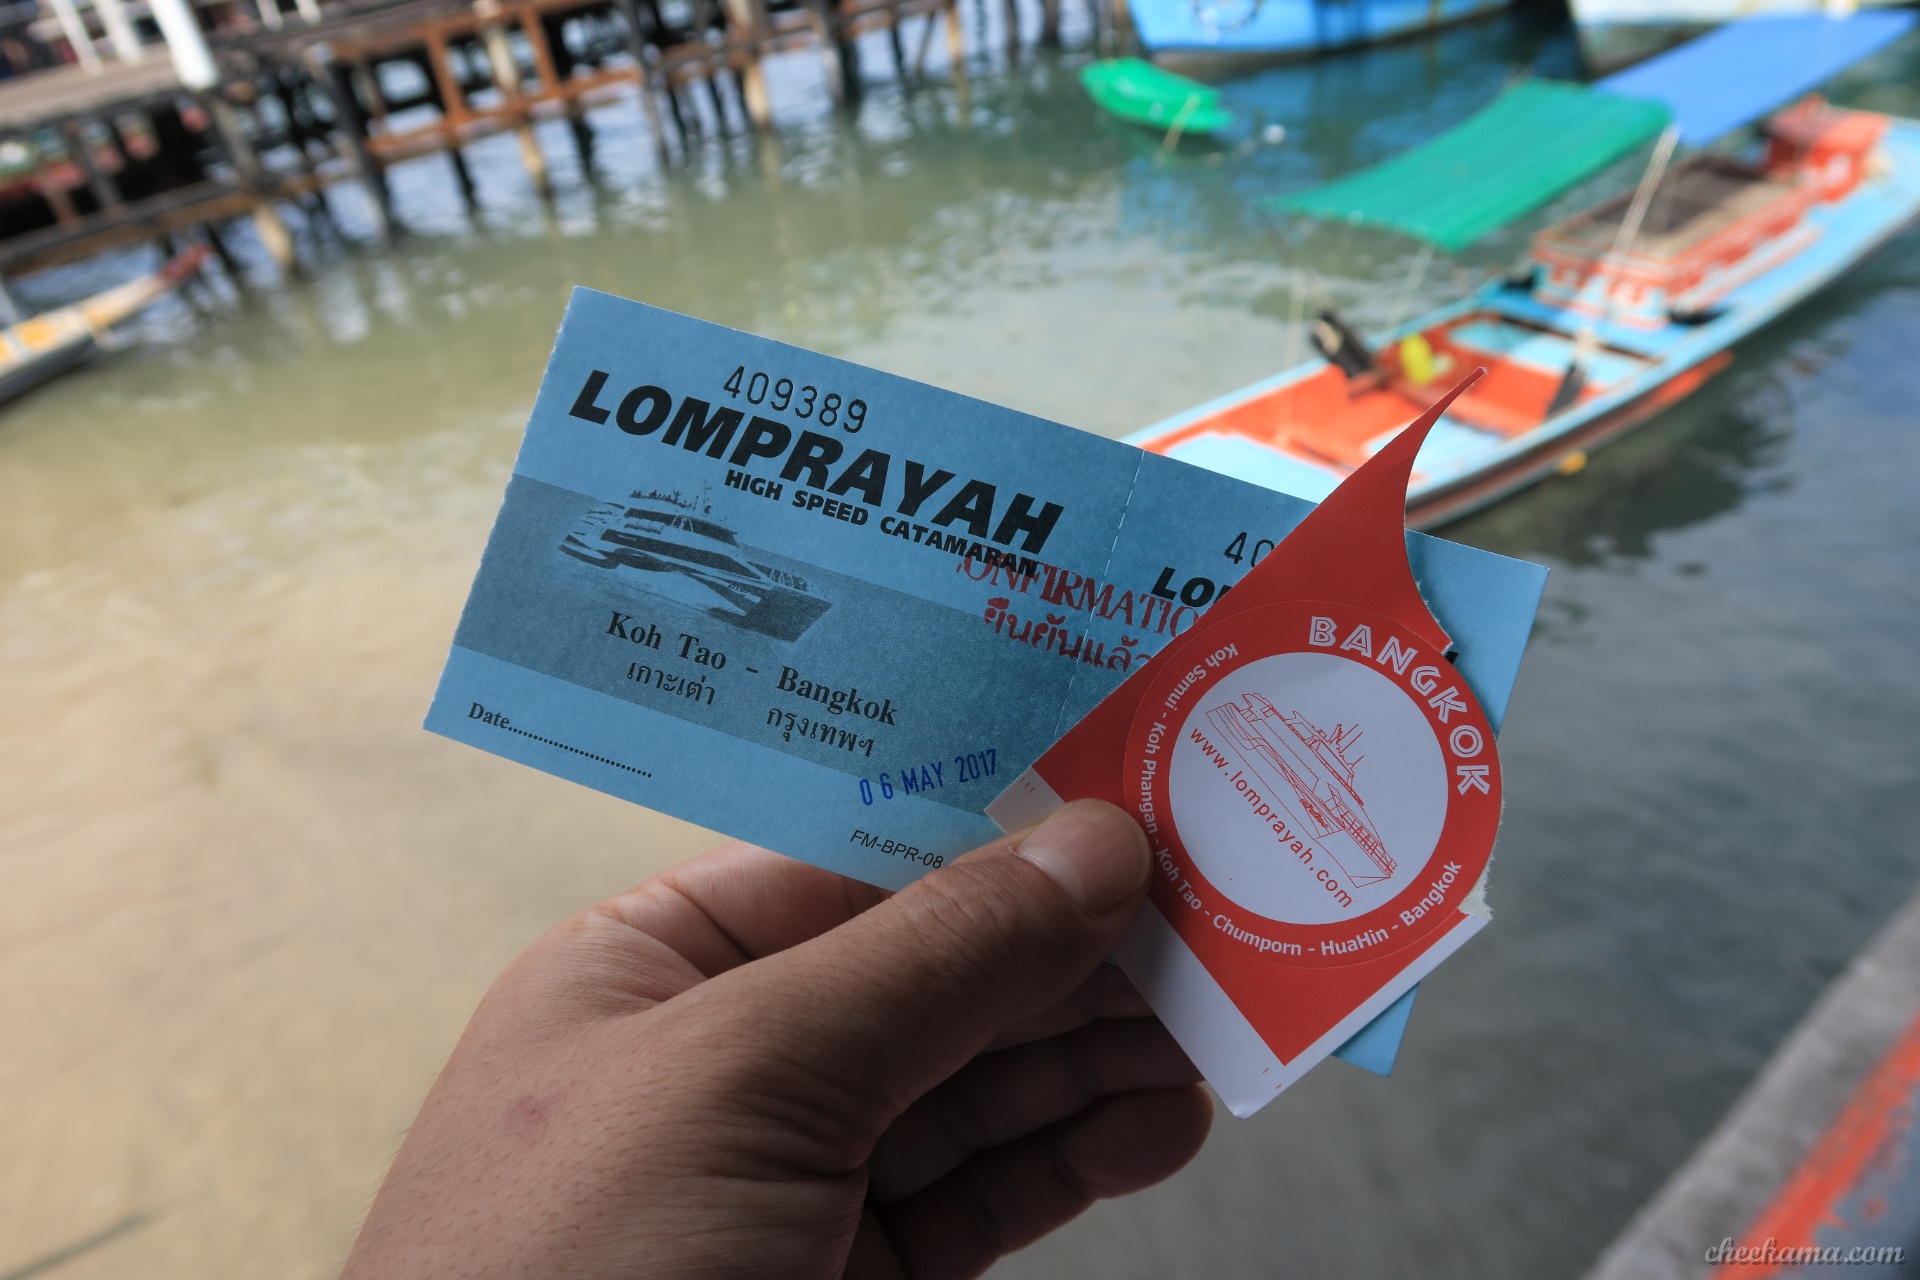 409389
LOMPRAYAH
HIGH SPEED CATAMARAN
ONFIRMATIO
ยืนยันแล้ว
Koh Tao - Bangkok
เกาะเต่า กรุงเทพฯ
Date
06 MAY 2017
FM-BPR-08
40
LO
BANGKOK
www.lomprayah.com
Koh Samui - Koh Phangan - Koh Tao - Chumporn - HuaHin - Bangkok
cheekama.com